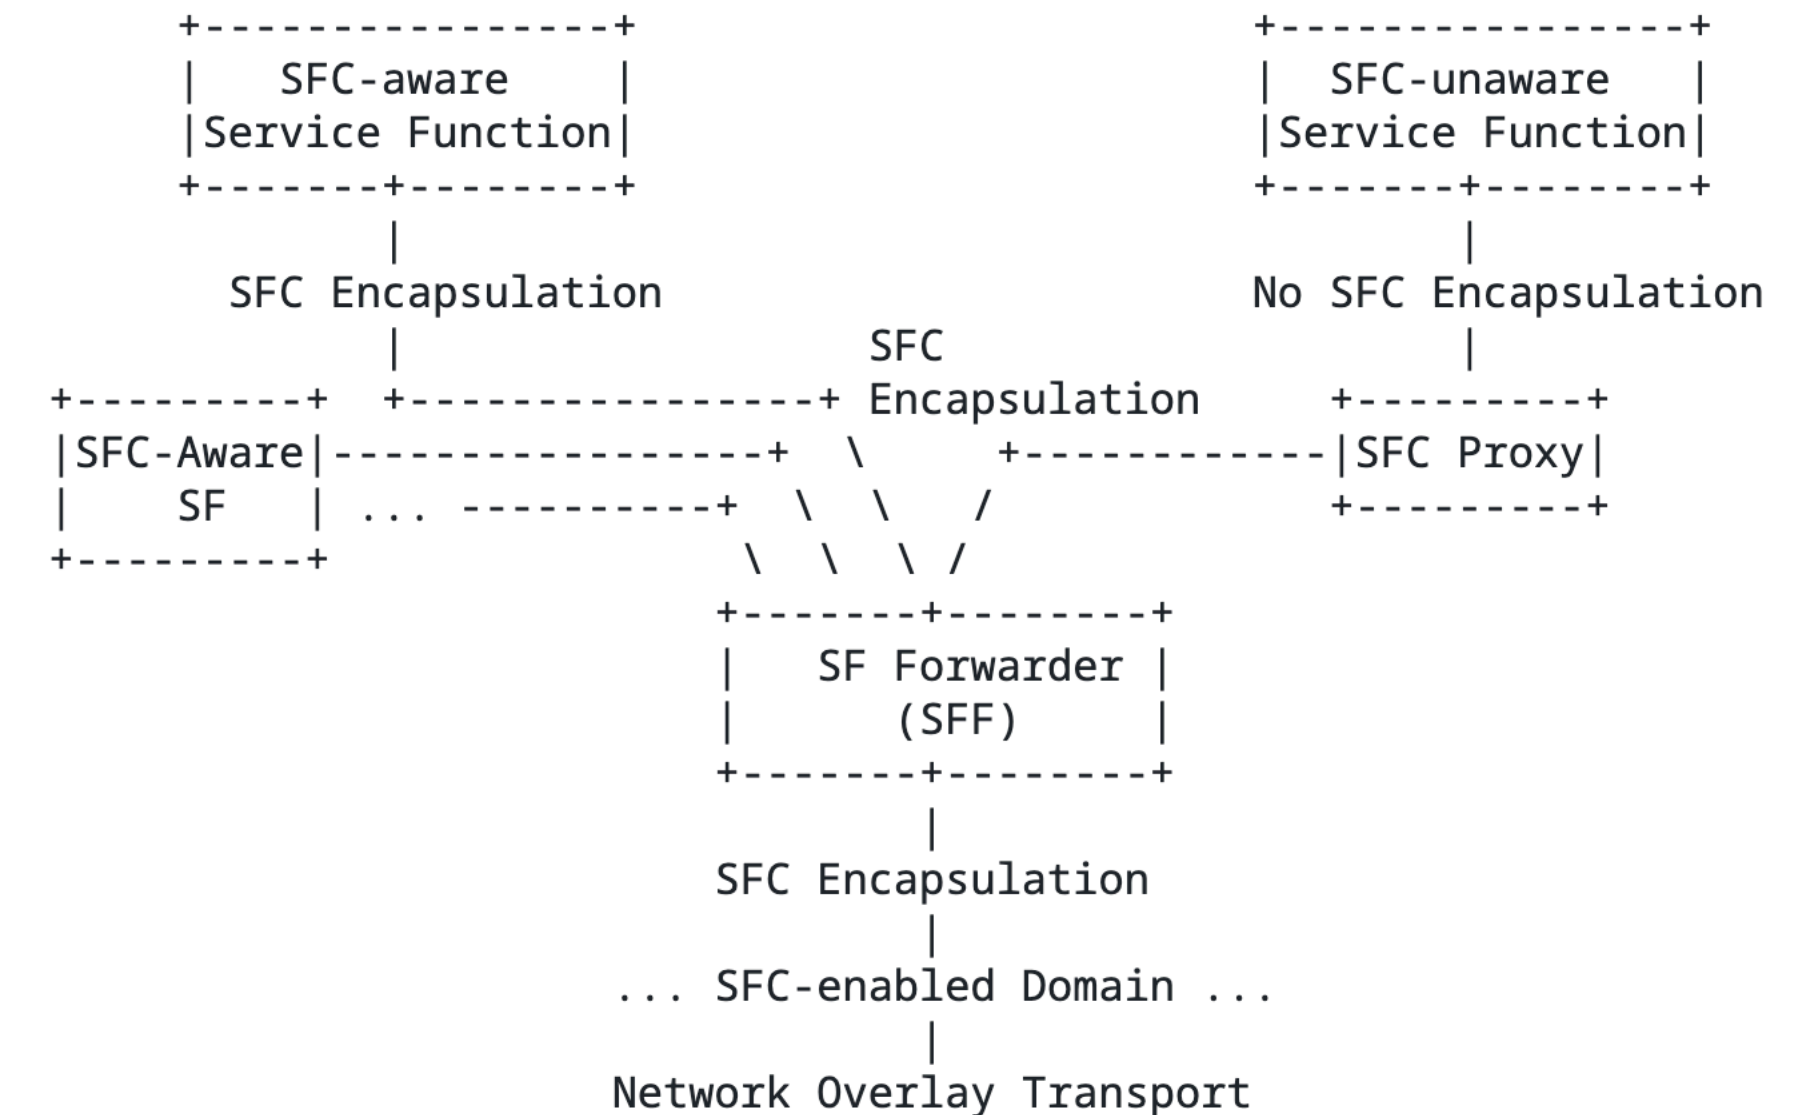 +----------------+                         +----------------+
|   SFC-aware    |                         |  SFC-unaware   |
|Service Function|                         |Service Function|
+-------+--------+                         +-------+--------+
|                                          |
SFC Encapsulation                       No SFC Encapsulation
|                  SFC                     |
+---------+  +----------------+ Encapsulation     +---------+
|SFC-Aware|-----------------+  \     +------------|SFC Proxy|
|    SF   | ... ----------+  \  \   /             +---------+
+---------+                \  \  \ /
+-------+--------+
|   SF Forwarder |
|      (SFF)     |
+-------+--------+
|
SFC Encapsulation
|
... SFC-enabled Domain ...
|
Network Overlay Transport